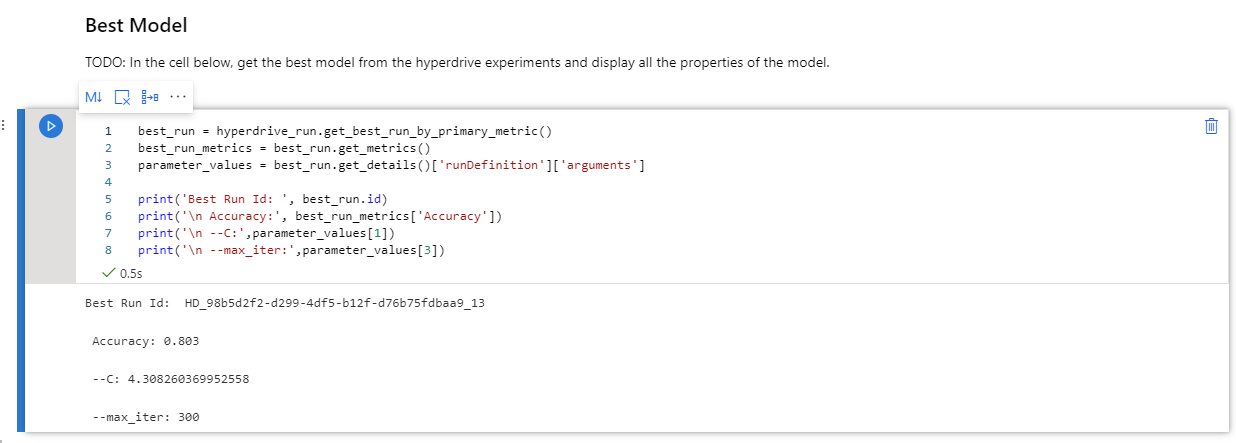 Best Model
TODO: In the cell below, get the best model from the hyperdrive experiments and display all the properties of the model.
M↓ ···
1 best_run = hyperdrive_run.get_best_run_by_primary_metric()
2 best_run_metrics = best_run.get_metrics()
3 parameter_values = best_run.get_details()['runDefinition']['arguments']
4
5 print('Best Run Id: ', best_run.id)
6 print('\n Accuracy:', best_run_metrics['Accuracy'])
7 print('\n --C:',parameter_values[1])
8 print('\n --max_iter:',parameter_values[3])
0.5s
Best Run Id:  HD_98b5d2f2-d299-4df5-b12f-d76b75fdbaa9_13
Accuracy: 0.803
--C: 4.308260369952558
--max_iter: 300